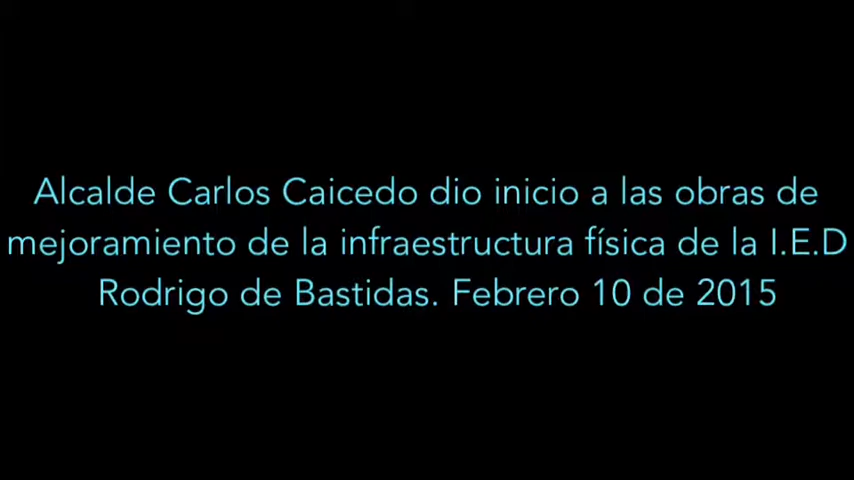 Alcalde Carlos Caicedo dio inicio a las obras de
mejoramiento de la infraestructura física de la I.E.D
Rodrigo de Bastidas. Febrero 10 de 2015